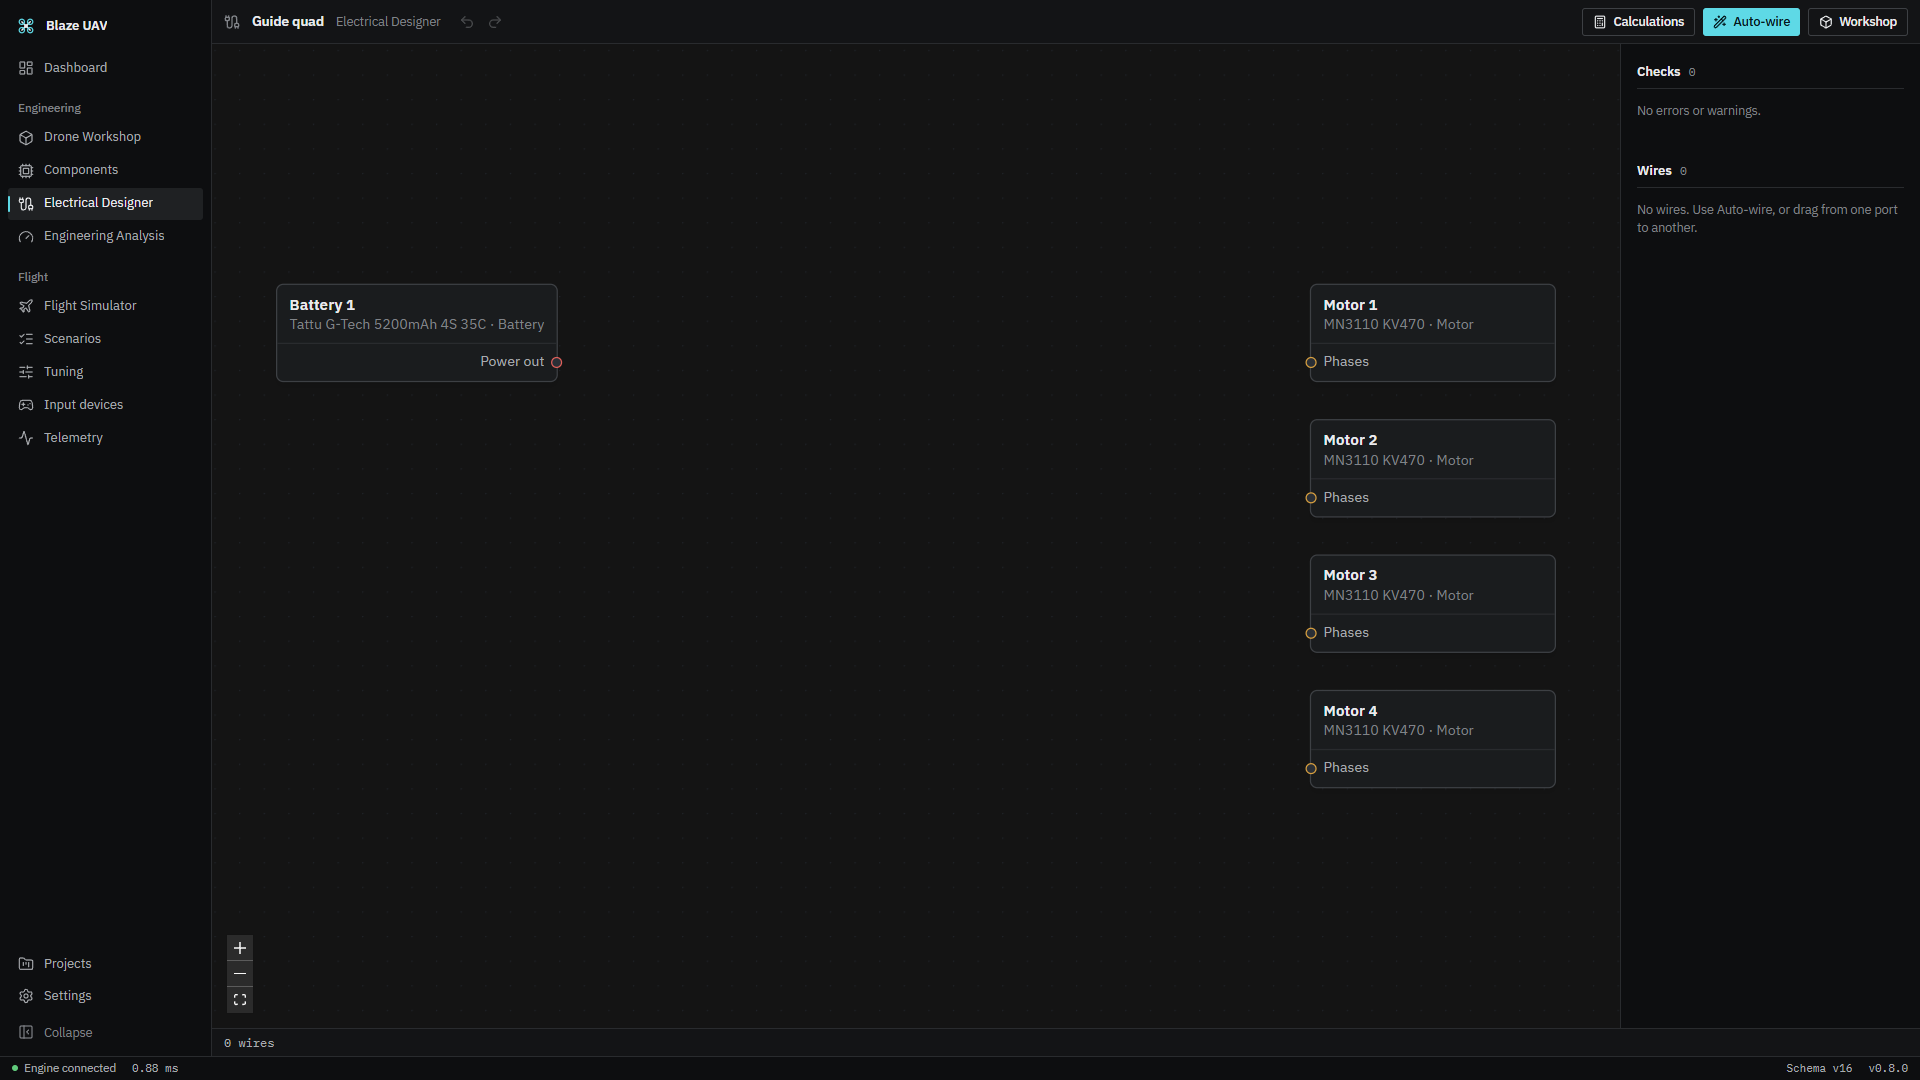 Blaze UAV
Guide quad Electrical Designer
Calculations
Auto-wire
Workshop
Dashboard
Engineering
Drone Workshop
Components
Electrical Designer
Engineering Analysis
Flight
Flight Simulator
Scenarios
Tuning
Input devices
Telemetry
Projects
Settings
Collapse
Battery 1
Tattu G-Tech 5200mAh 4S 35C · Battery
Power out
Motor 1
MN3110 KV470 · Motor
Phases
Motor 2
MN3110 KV470 · Motor
Phases
Motor 3
MN3110 KV470 · Motor
Phases
Motor 4
MN3110 KV470 · Motor
Phases
Checks 0
No errors or warnings.
Wires 0
No wires. Use Auto-wire, or drag from one port
to another.
0 wires
Engine connected 0.88 ms
Schema v16 v0.8.0